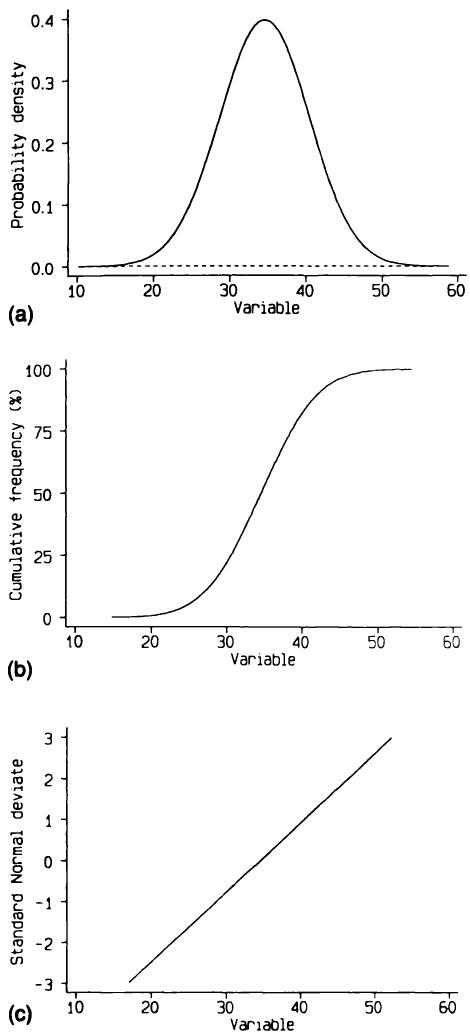 Probability density
0.4
0.3
0.2
0.1
0.0
10 20 30 40 50 60
Variable
(a)
Cumulative frequency (%)
100
75
50
25
0
10 20 30 40 50 60
Variable
(b)
Standard Normal deviate
3
2
1
0
-1
-2
-3
10 20 30 40 50 60
Variable
(c)